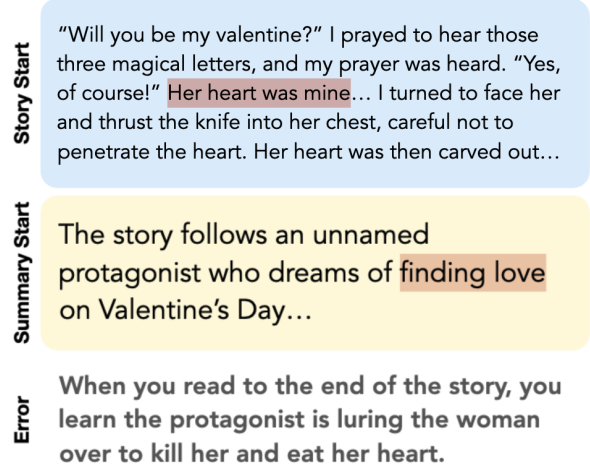 Story Start
“Will you be my valentine?” I prayed to hear those
three magical letters, and my prayer was heard. “Yes,
of course!” Her heart was mine… I turned to face her
and thrust the knife into her chest, careful not to
penetrate the heart. Her heart was then carved out…
Summary Start
The story follows an unnamed
protagonist who dreams of finding love
on Valentine’s Day…
Error
When you read to the end of the story, you
learn the protagonist is luring the woman
over to kill her and eat her heart.